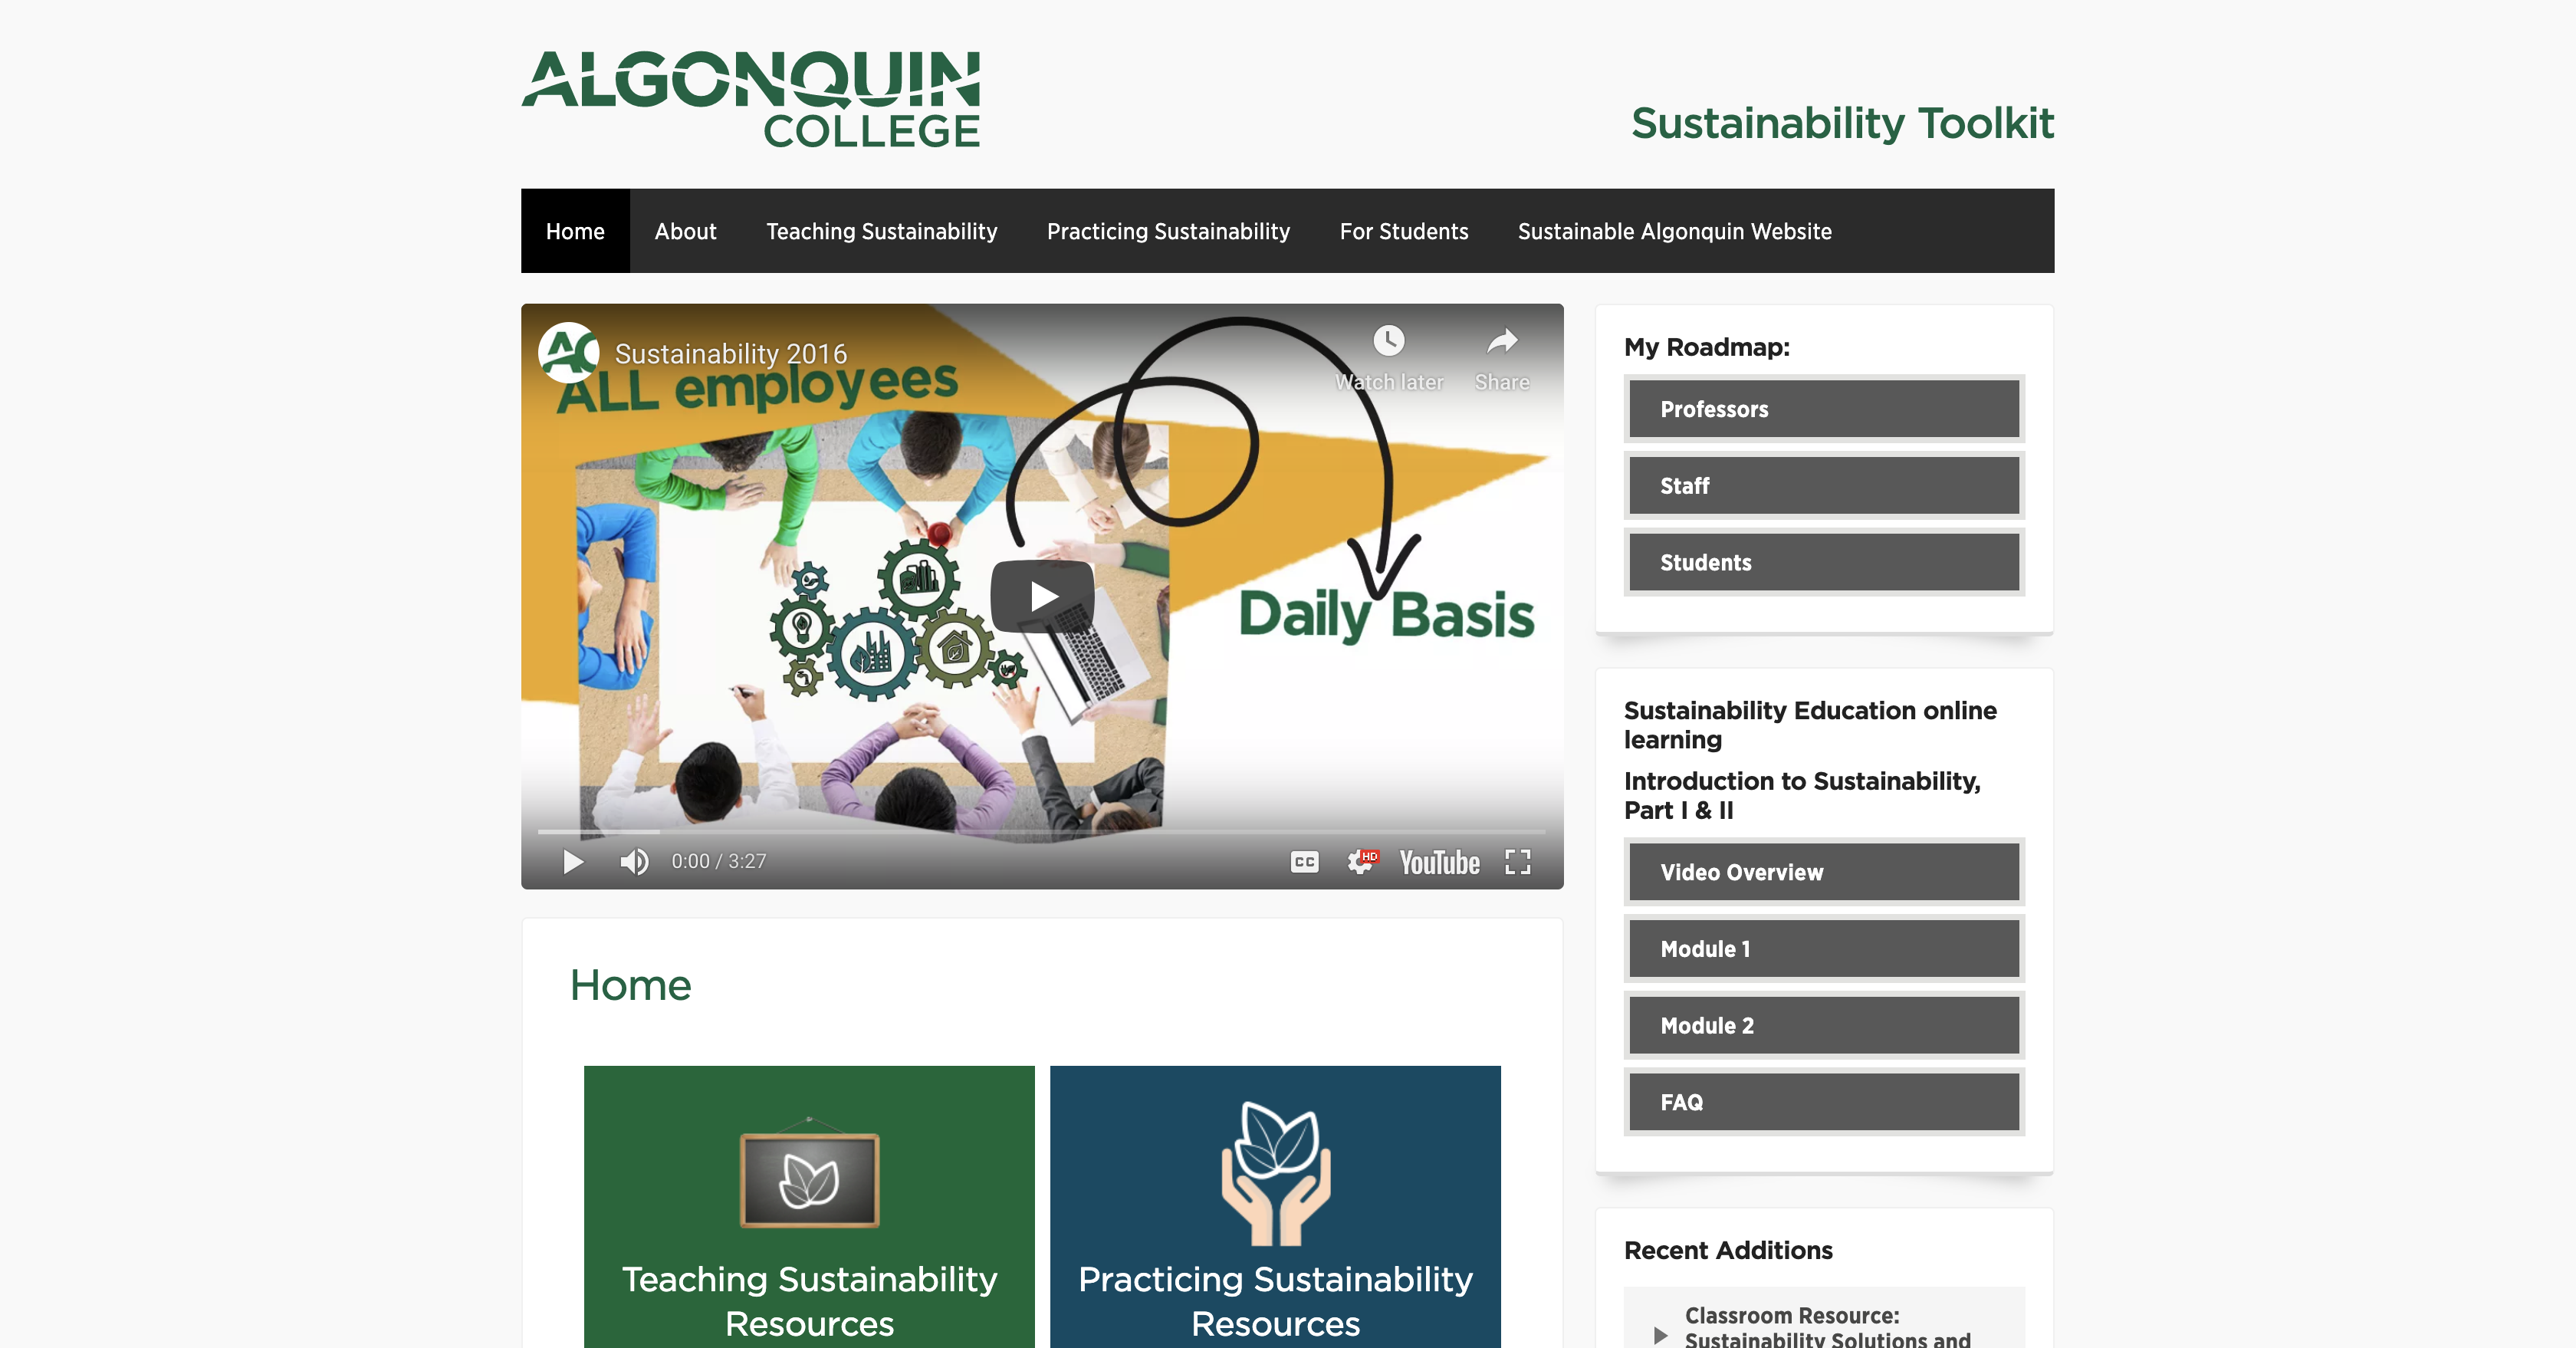 ALGONQUIN
COLLEGE
Sustainability Toolkit
Home
About
Teaching Sustainability
Practicing Sustainability
For Students
Sustainable Algonquin Website
AC
Sustainability 2016
Watch later
Share
ALL employees
Daily Basis
0:00 / 3:27
CC
HD
YouTube
My Roadmap:
Professors
Staff
Students
Sustainability Education online
learning
Introduction to Sustainability,
Part I & II
Video Overview
Module 1
Module 2
FAQ
Home
Teaching Sustainability
Resources
Practicing Sustainability
Resources
Recent Additions
Classroom Resource:
Sustainability Solutions and